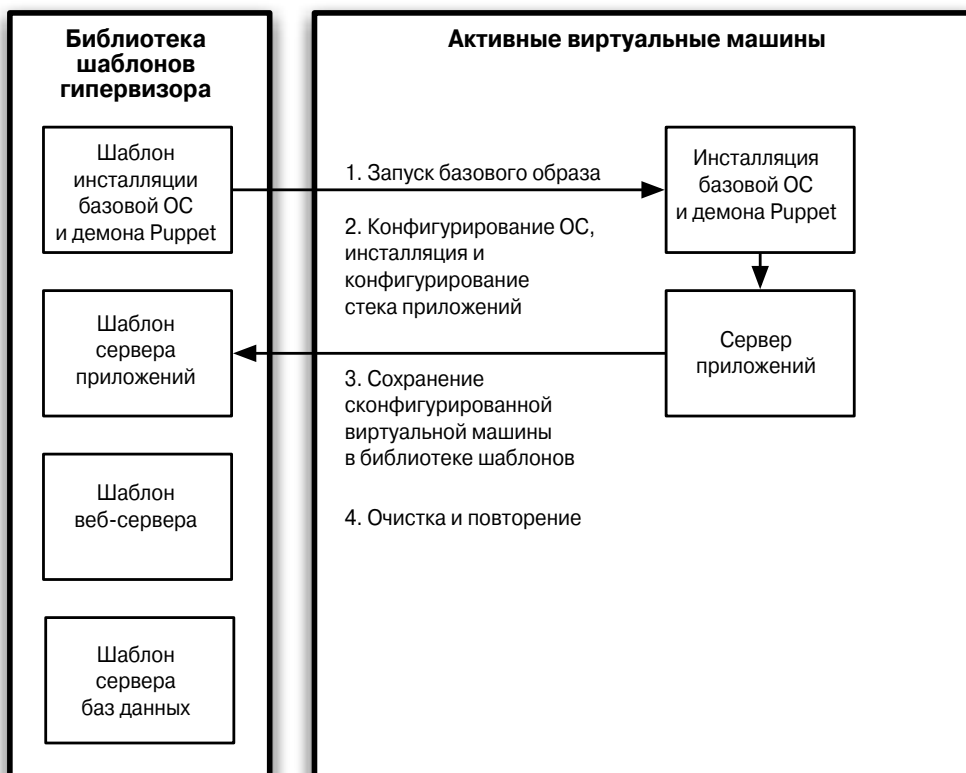 Библиотека
шаблонов
гипервизора
Шаблон
инсталляции
базовой ОС
и демона Puppet
Шаблон
сервера
приложений
Шаблон
веб-сервера
Шаблон
сервера
баз данных
Активные виртуальные машины
1. Запуск базового образа
2. Конфигурирование ОС,
инсталляция и
конфигурирование
стека приложений
3. Сохранение
сконфигурированной
виртуальной машины
в библиотеке шаблонов
4. Очистка и повторение
Инсталляция
базовой ОС
и демона Puppet
Сервер
приложений